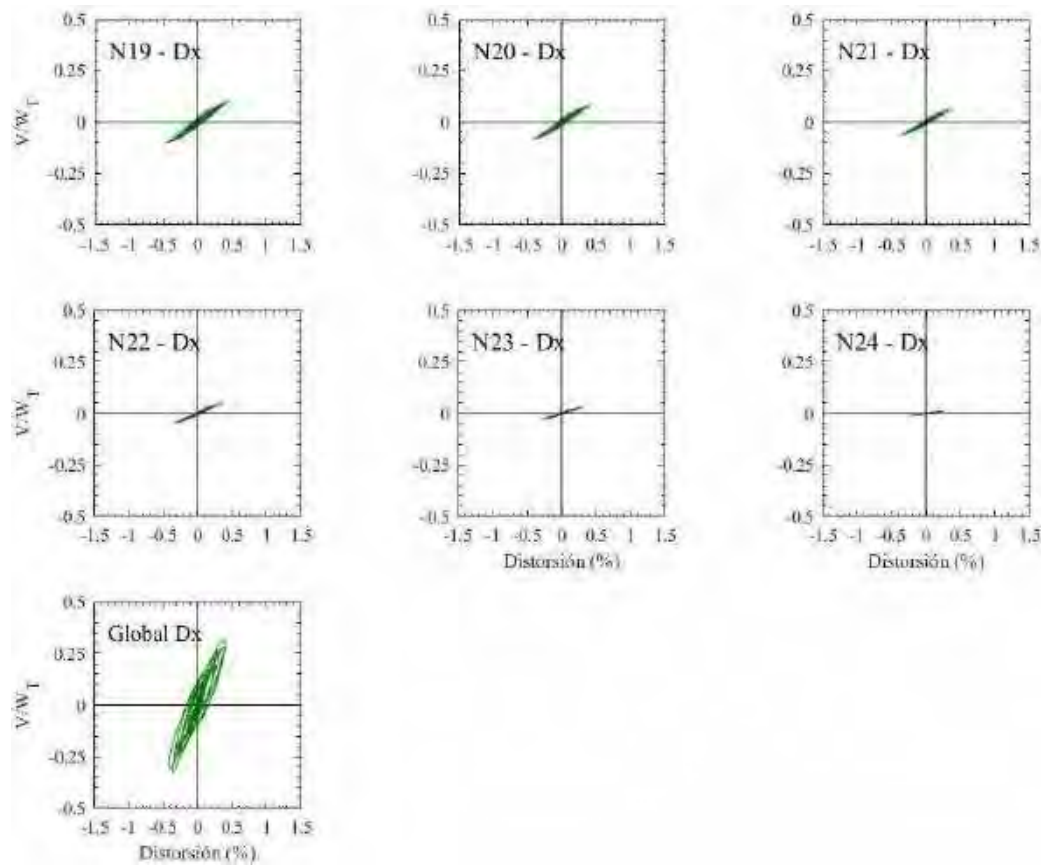 0.5 0.5 0.5
N19 - Dx N20 - Dx N21 - Dx
0.25 0.25 0.25
V/W_T 0 0 0
-0.25 -0.25 -0.25
-0.5 -0.5 -0.5
-1.5 -1 -0.5 0 0.5 1 1.5 -1.5 -1 -0.5 0 0.5 1 1.5 -1.5 -1 -0.5 0 0.5 1 1.5
0.5 0.5 0.5
N22 - Dx N23 - Dx N24 - Dx
0.25 0.25 0.25
V/W_T 0 0 0
-0.25 -0.25 -0.25
-0.5 -0.5 -0.5
-1.5 -1 -0.5 0 0.5 1 1.5 -1.5 -1 -0.5 0 0.5 1 1.5 -1.5 -1 -0.5 0 0.5 1 1.5
Distorsión (%) Distorsión (%)
0.5
Global Dx
0.25
V/W_T 0
-0.25
-0.5
-1.5 -1 -0.5 0 0.5 1 1.5
Distorsión (%)